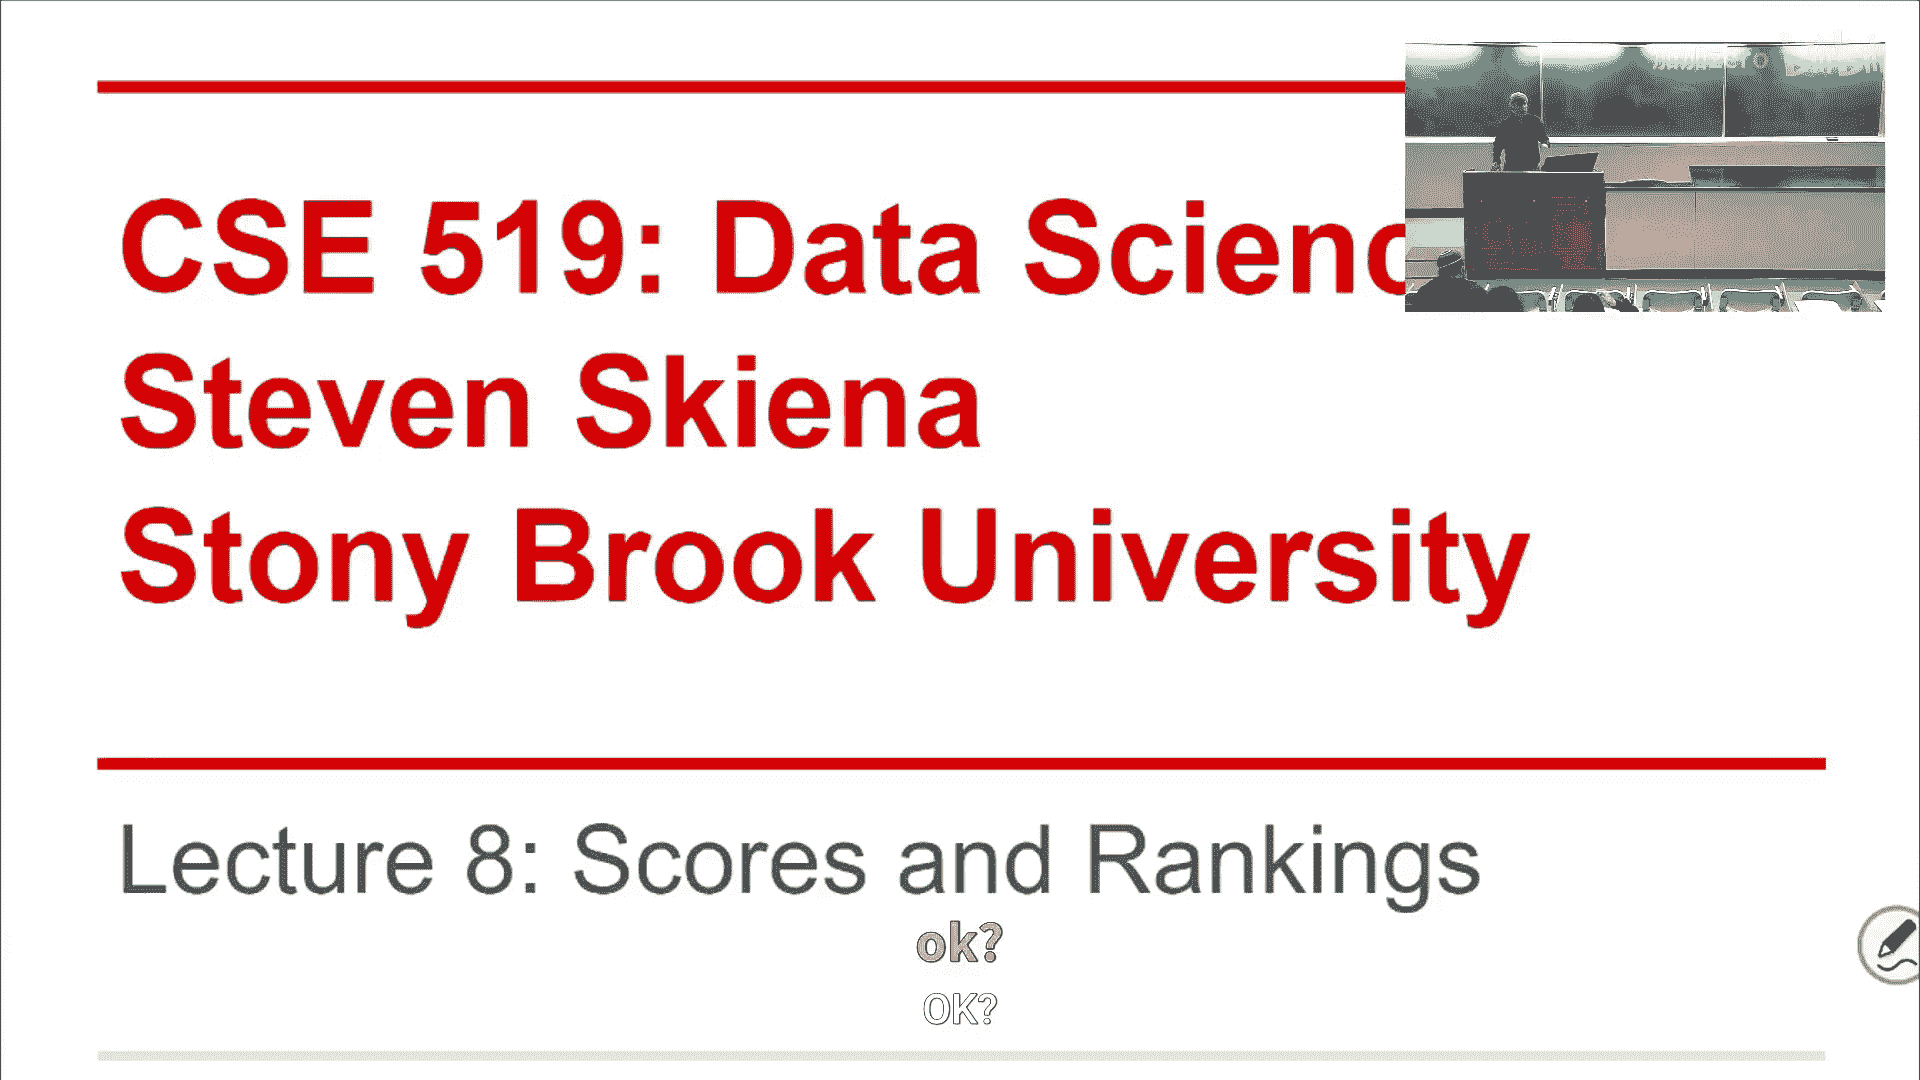 CSE 519: Data Scienc
Steven Skiena
Stony Brook University
Lecture 8: Scores and Rankings
ok?
OK?